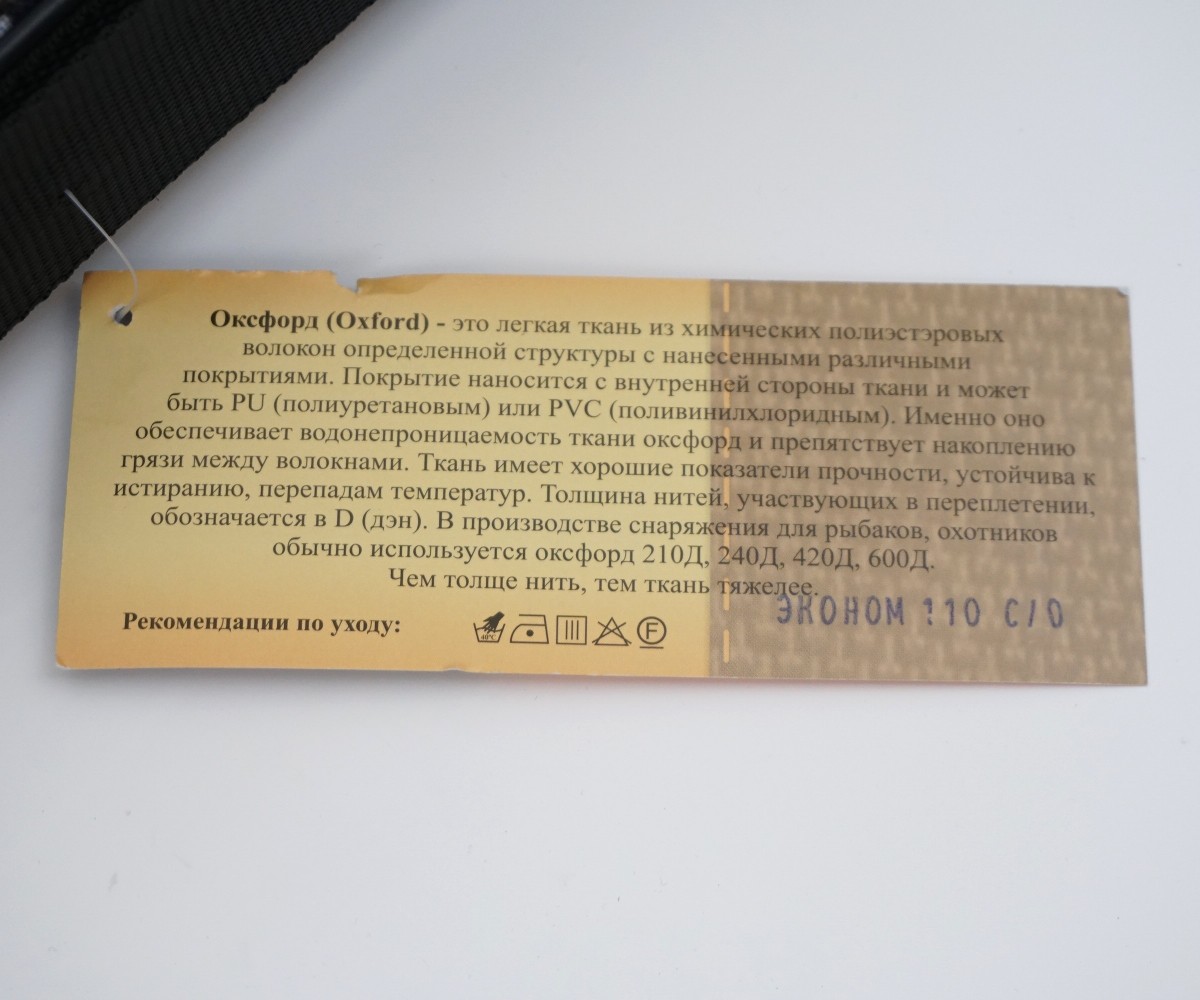 Оксфорд (Oxford) - это легкая ткань из химических полиэстэровых
волокон определенной структуры с нанесенными различными
покрытиями. Покрытие наносится с внутренней стороны ткани и может
быть PU (полиуретановым) или PVC (поливинилхлоридным). Именно оно
обеспечивает водонепроницаемость ткани оксфорд и препятствует накоплению
грязи между волокнами. Ткань имеет хорошие показатели прочности, устойчива к
истиранию, перепадам температур. Толщина нитей, участвующих в переплетении,
обозначается в D (дэн). В производстве снаряжения для рыбаков, охотников
обычно используется оксфорд 210Д, 240Д, 420Д, 600Д.
Чем толще нить, тем ткань тяжелее.
ЭКОНОМ 110 С/О
Рекомендации по уходу: 40°C F